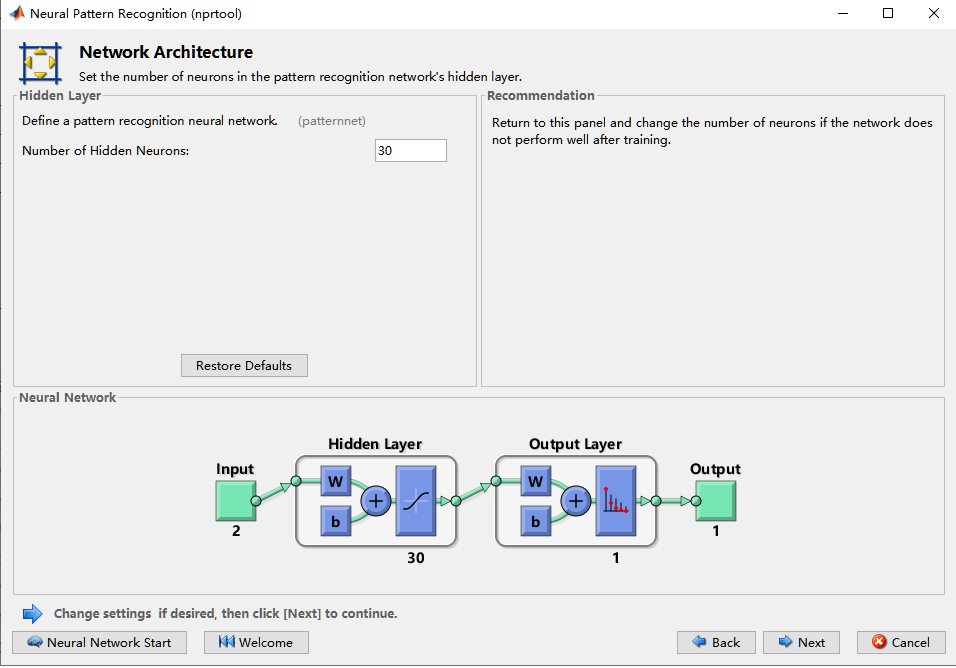 Neural Pattern Recognition (nprtool)
Network Architecture
Set the number of neurons in the pattern recognition network's hidden layer.
Hidden Layer
Define a pattern recognition neural network. (patternnet)
Number of Hidden Neurons: 30
Restore Defaults
Recommendation
Return to this panel and change the number of neurons if the network does
not perform well after training.
Neural Network
Hidden Layer
Output Layer
Input
Output
W
W
b
b
2
1
30
1
Change settings if desired, then click [Next] to continue.
Neural Network Start
Welcome
Back
Next
Cancel